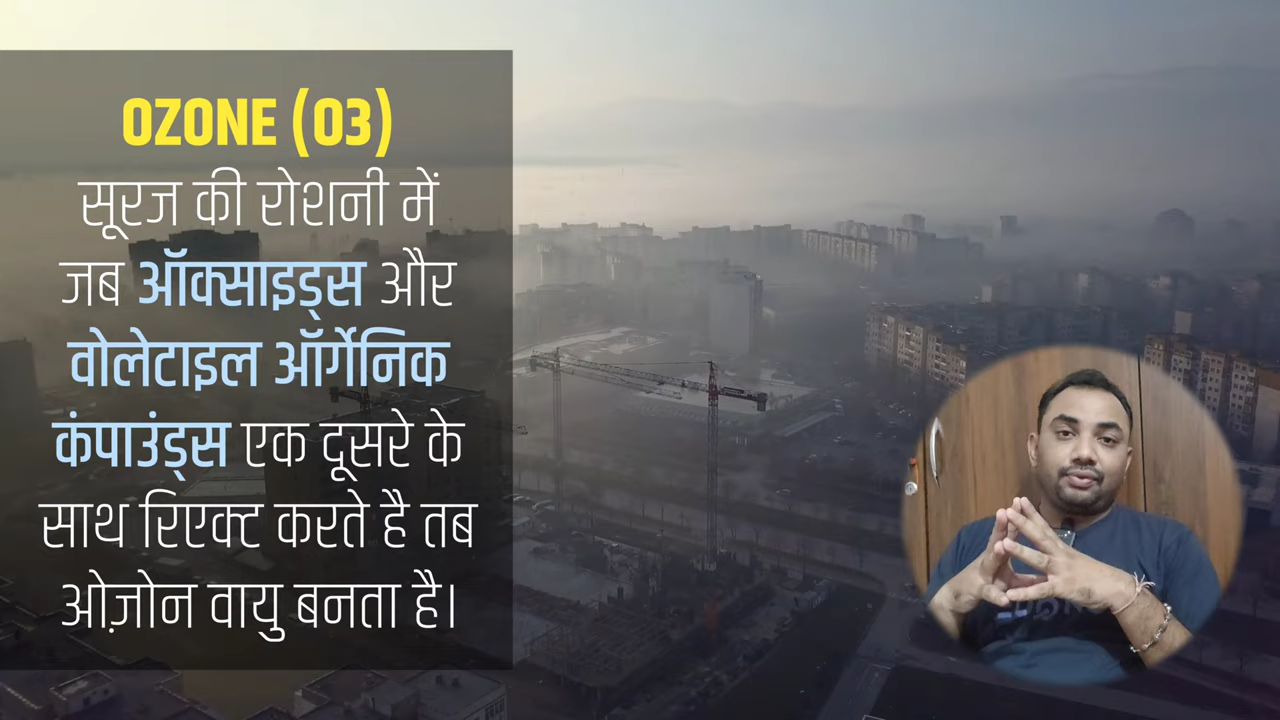 OZONE (O3)
सूरज की रोशनी में
जब ऑक्साइड्स और
वोलेटाइल ऑर्गेनिक
कंपाउंड्स एक दूसरे के
साथ रिएक्ट करते है तब
ओज़ोन वायु बनता है।